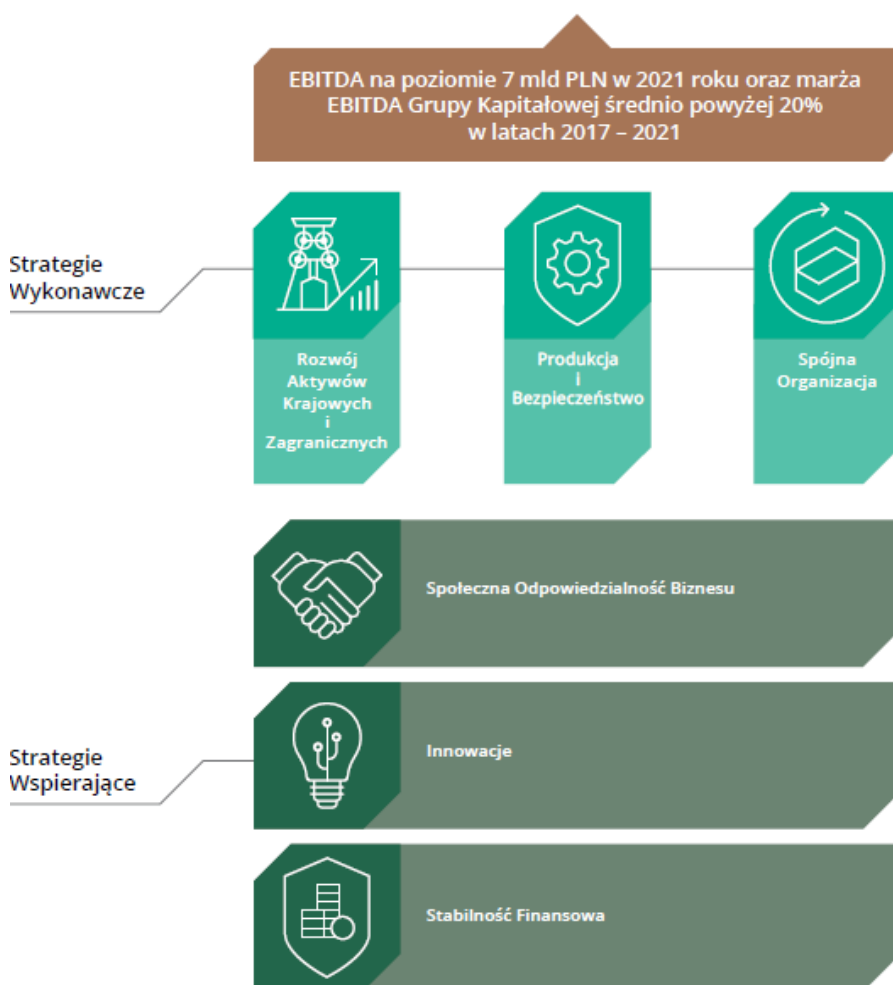 EBITDA na poziomie 7 mld PLN w 2021 roku oraz marża
EBITDA Grupy Kapitałowej średnio powyżej 20%
w latach 2017 – 2021
Strategie
Wykonawcze
Rozwój
Aktywów
Krajowych
i
Zagranicznych
Produkcja
i
Bezpieczeństwo
Spójna
Organizacja
Społeczna Odpowiedzialność Biznesu
Strategie
Wspierające
Innowacje
Stabilność Finansowa